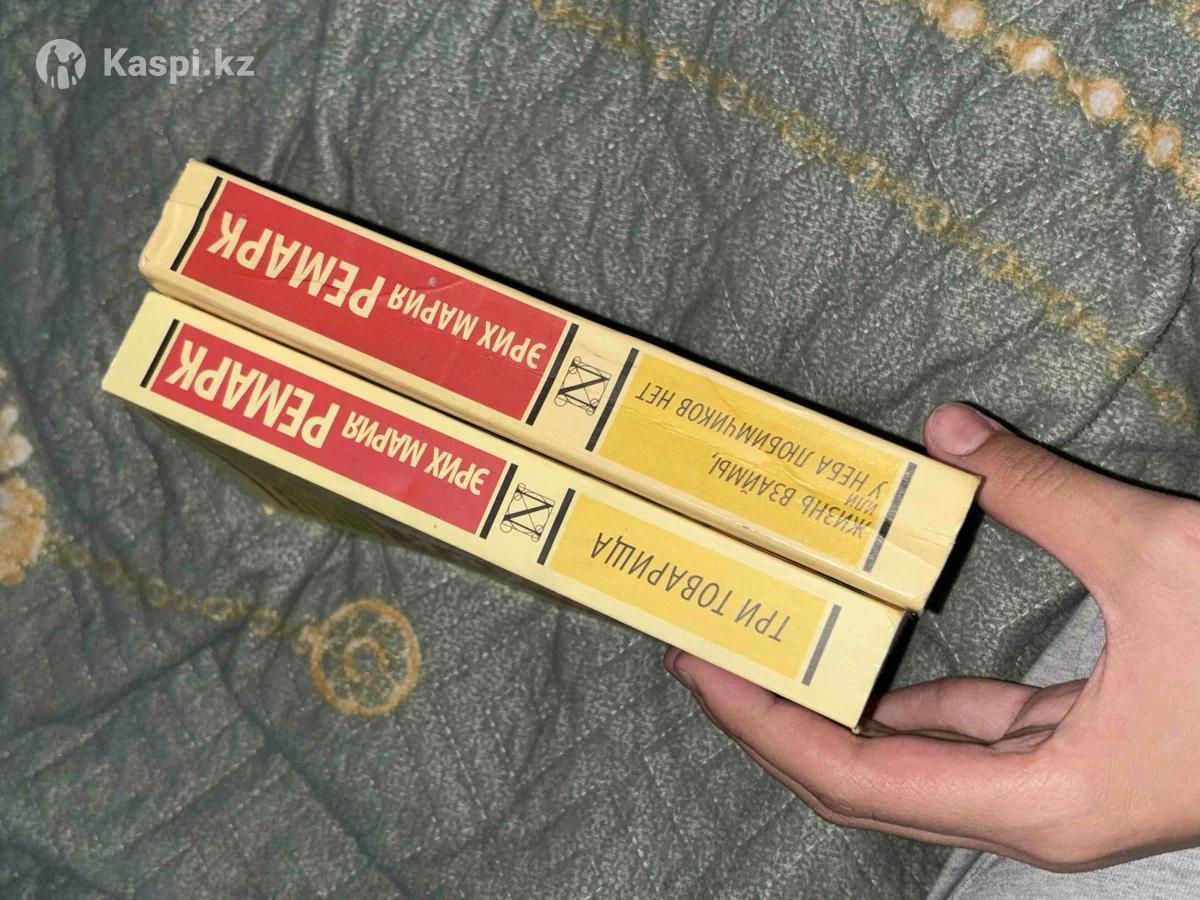 Kaspi.kz
ЭРИХ МАРИЯ РЕМАРК
ЖИЗНЬ ВЗАЙМЫ,
ИЛИ
У НЕБА ЛЮБИМЧИКОВ НЕТ
ЭРИХ МАРИЯ РЕМАРК
ТРИ ТОВАРИЩА